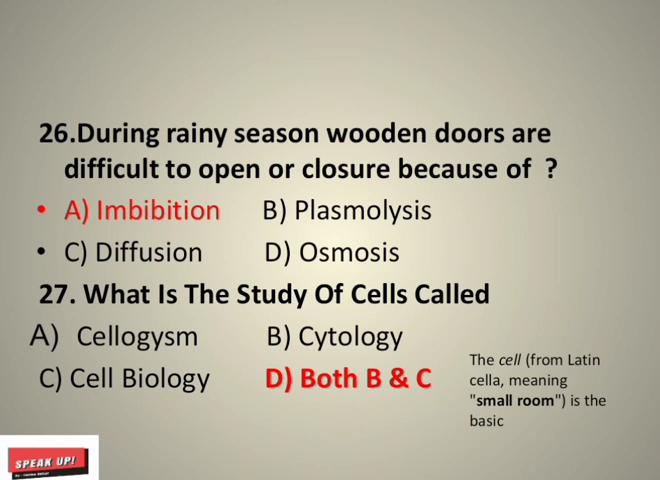 26.During rainy season wooden doors are
difficult to open or closure because of ?
• A) Imbibition B) Plasmolysis
• C) Diffusion D) Osmosis
27. What Is The Study Of Cells Called
A) Cellogysm B) Cytology
C) Cell Biology D) Both B & C
The cell (from Latin
cella, meaning
"small room") is the
basic
SPEAK UP!